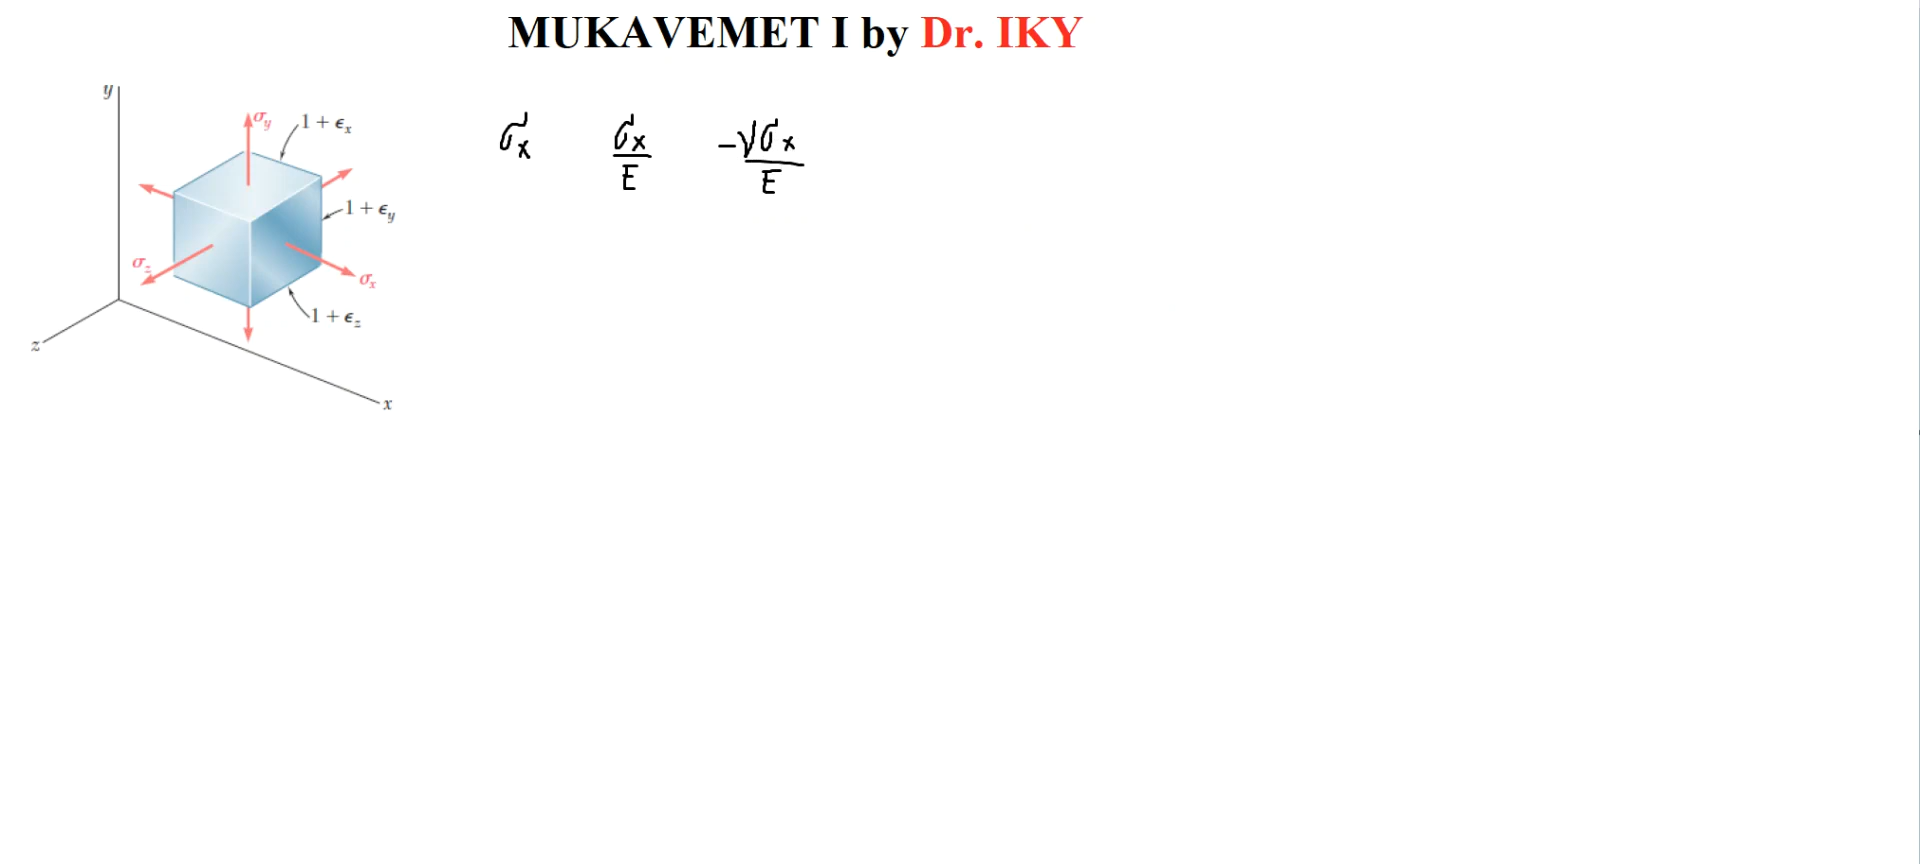 MUKAVEMET I by Dr. IKY
y
σy
1 + ϵx
1 + ϵy
σz
σx
1 + ϵz
z
x
σx σx/E -νσx/E